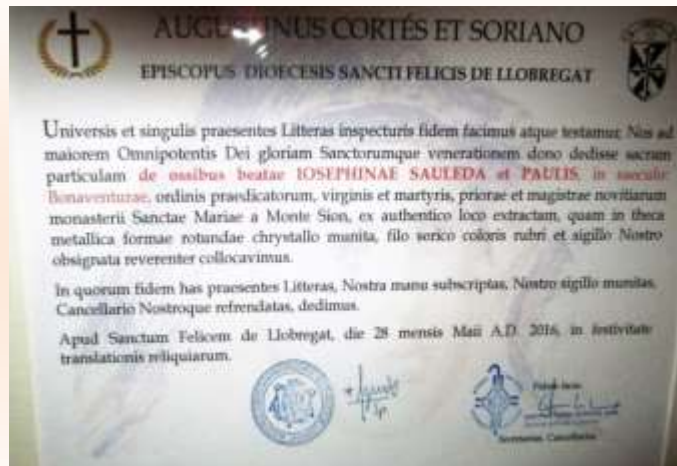 AUGUSTINUS CORTÉS ET SORIANO
EPISCOPUS DIOECESIS SANCTI FELICIS DE LLOBREGAT
Universis et singulis praesentes Litteras inspecturis fidem facimus atque testamur, Nos ad
maiorem Omnipotentis Dei gloriam Sanctorumque venerationem dono dedisse sacram
particulam de ossibus beatae IOSEPHINAE SAULEDA et PAULIS, in saeculo
Bonaventurae, ordinis praedicatorum, virginis et martyris, priorae et magistrae novitiarum
monasterii Sanctae Mariae a Monte Sion, ex authentico loco extractam, quam in theca
metallica formae rotundae chrystallo munita, filo serico coloris rubri et sigillo Nostro
obsignata reverenter collocavimus.
In quorum fidem has praesentes Litteras, Nostra manu subscriptas, Nostro sigillo munitas,
Cancellario Nostroque refrendatas, dedimus.
Apud Sanctum Felicem de Llobregat, die 28 mensis Maii A.D. 2016, in festivitate
translationis reliquiarum.